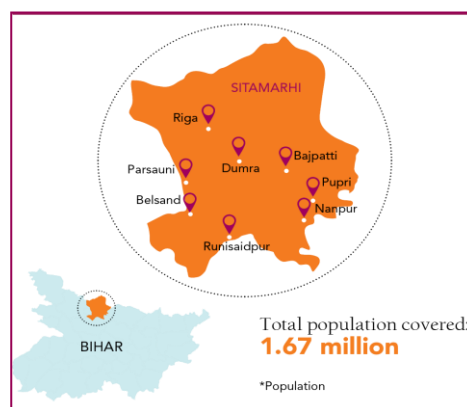 SITAMARHI
Riga
Dumra
Bajpatti
Parsauni
Pupri
Belsand
Nanpur
Runisaidpur
BIHAR
Total population covered:
1.67 million
*Population